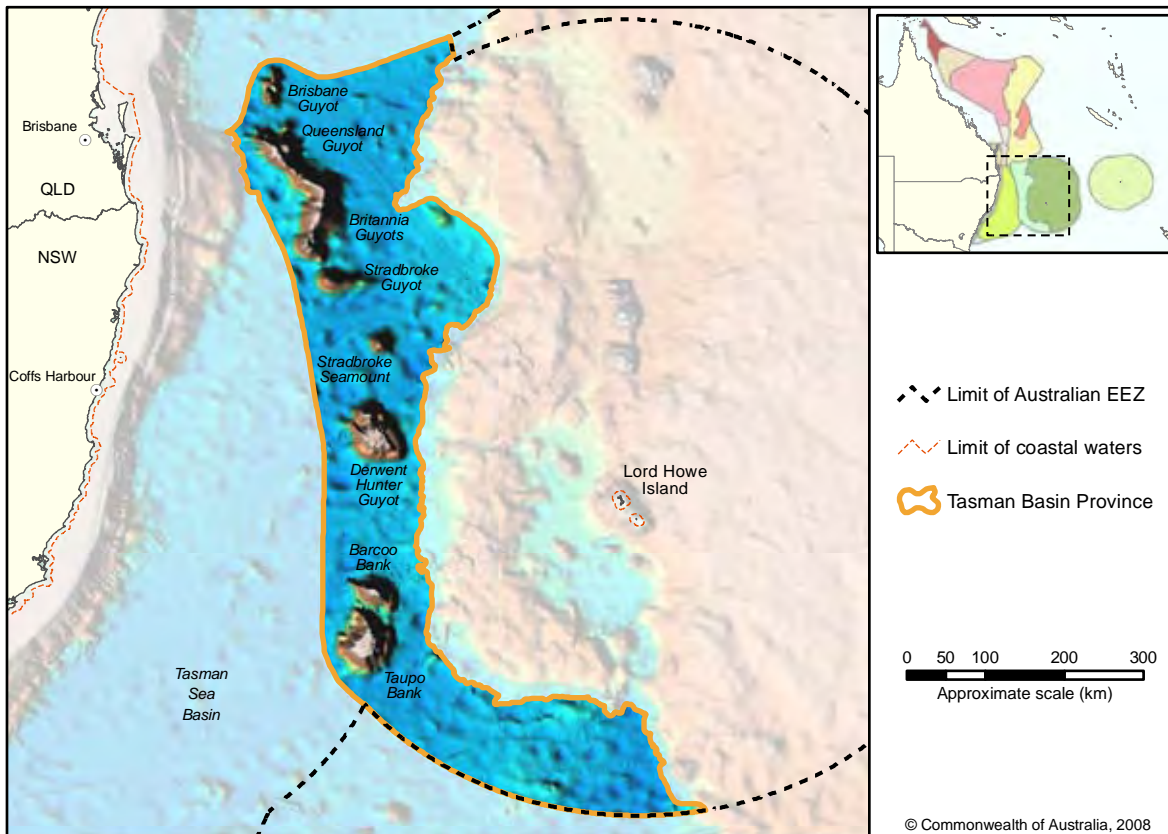 Brisbane
Guyot
Queensland
Guyot
Brisbane
QLD
Britannia
Guyots
NSW
Stradbroke
Guyot
Stradbroke
Seamount
Coffs Harbour
Derwent
Hunter
Guyot
Lord Howe
Island
Barcoo
Bank
Taupo
Bank
Tasman
Sea
Basin
Limit of Australian EEZ
Limit of coastal waters
Tasman Basin Province
0 50 100 200 300
Approximate scale (km)
© Commonwealth of Australia, 2008